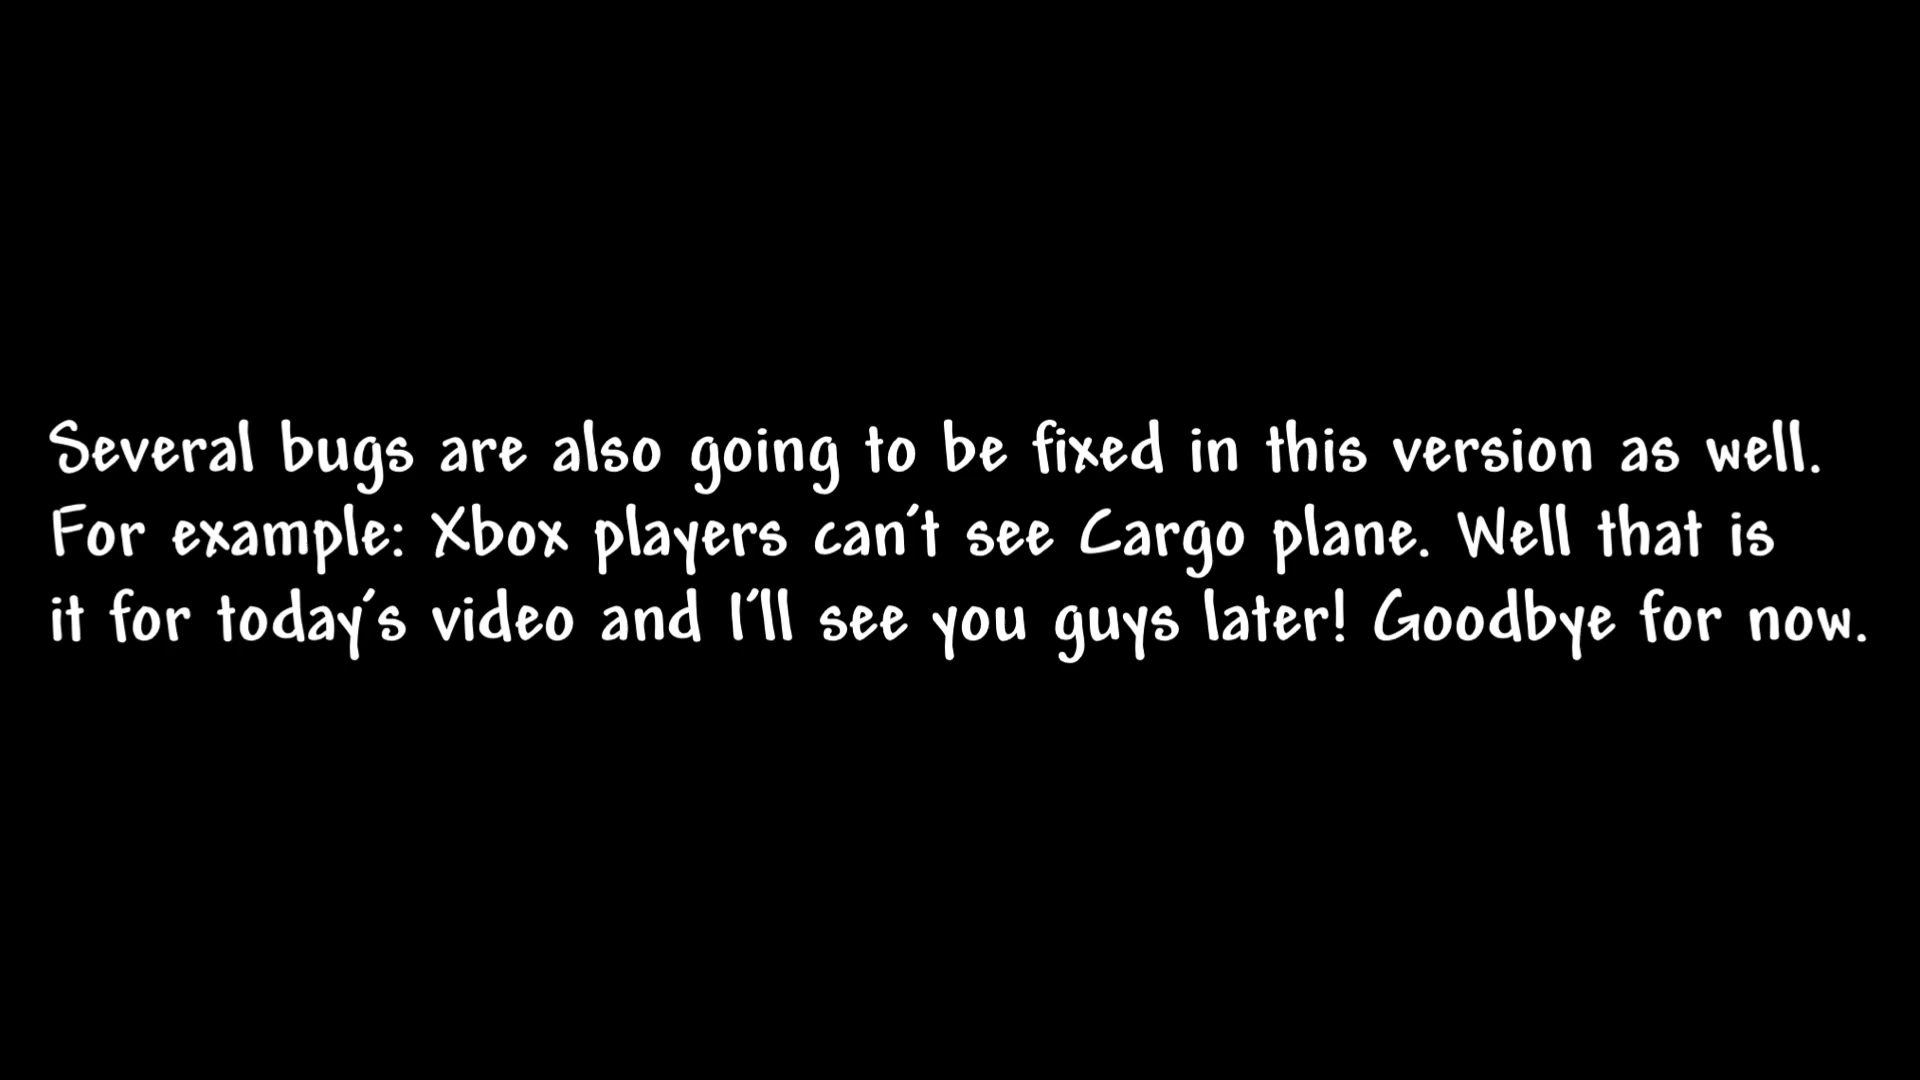 Several bugs are also going to be fixed in this version as well.
For example: Xbox players can't see Cargo plane. Well that is
it for today's video and I'll see you guys later! Goodbye for now.